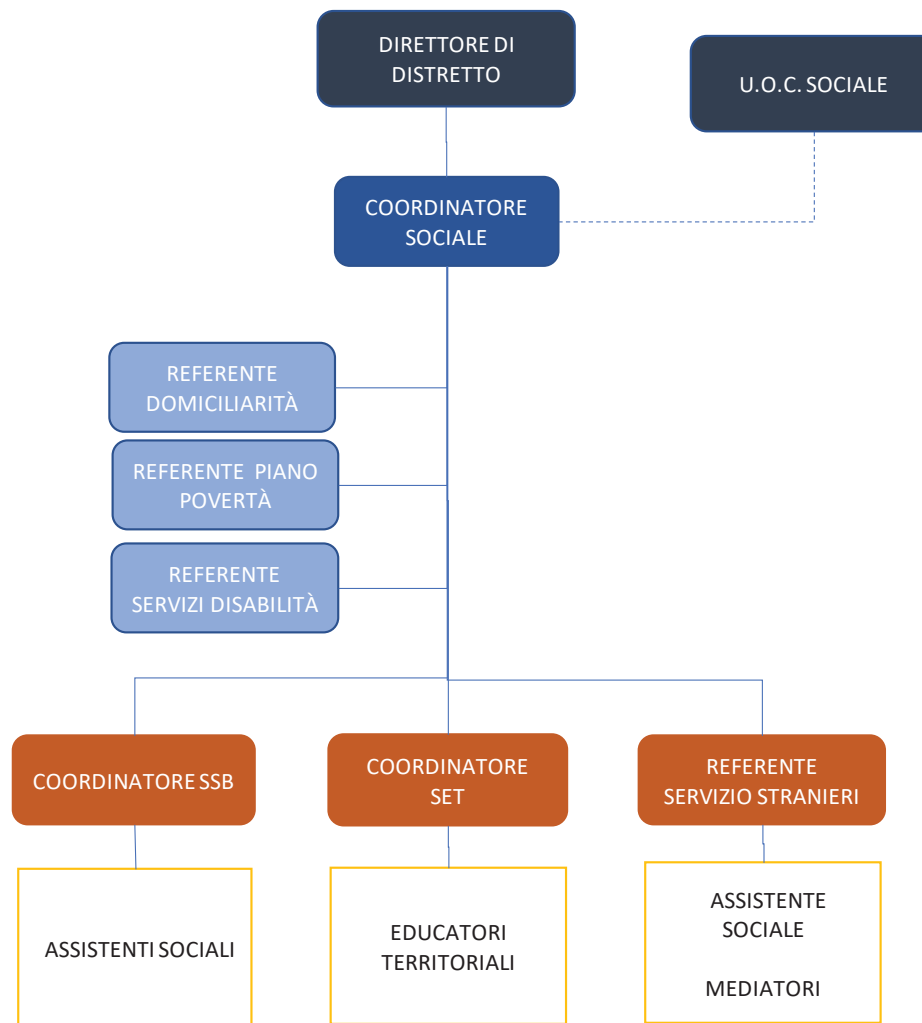 DIRETTORE DI
DISTRETTO
U.O.C. SOCIALE
COORDINATORE
SOCIALE
REFERENTE
DOMICILIARITÀ
REFERENTE PIANO
POVERTÀ
REFERENTE
SERVIZI DISABILITÀ
COORDINATORE SSB
COORDINATORE
SET
REFERENTE
SERVIZIO STRANIERI
ASSISTENTI SOCIALI
EDUCATORI
TERRITORIALI
ASSISTENTE
SOCIALE
MEDIATORI